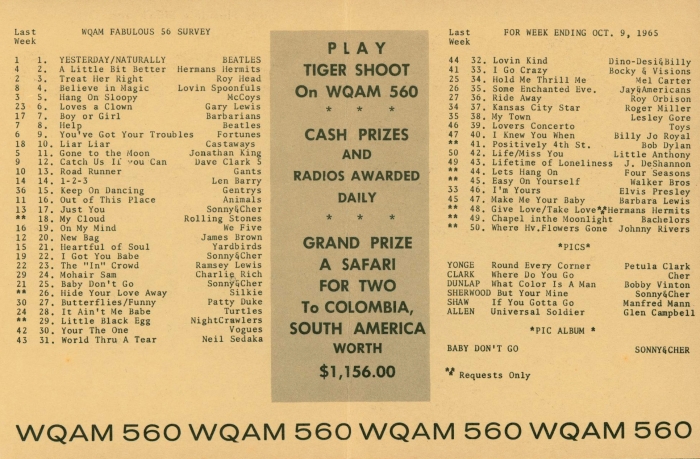 Last WQAM FABULOUS 56 SURVEY
Week
1 1. YESTERDAY/NATURALLY BEATLES
4 2. A Little Bit Better Hermans Hermits
2 3. Treat Her Right Roy Head
8 4. Believe in Magic Lovin Spoonfuls
3 5. Hang On Sloopy McCoys
23 6. Loves a Clown Gary Lewis
17 7. Boy or Girl Barbarians
7 8. Help Beatles
6 9. You've Got Your Troubles Fortunes
18 10. Liar Liar Castaways
5 11. Gone to the Moon Jonathan King
9 12. Catch Us If You Can Dave Clark 5
10 13. Road Runner Gants
14 14. 1-2-3 Len Barry
36 15. Keep On Dancing Gentrys
11 16. Out of This Place Animals
13 17. Just You Sonny&Cher
** 18. My Cloud Rolling Stones
16 19. On My Mind We Five
12 20. New Bag James Brown
15 21. Heartful of Soul Yardbirds
19 22. I Got You Babe Sonny&Cher
22 23. The "In" Crowd Ramsey Lewis
29 24. Mohair Sam Charlie Rich
21 25. Baby Don't Go Sonny&Cher
** 26. Hide Your Love Away Silkie
30 27. Butterflies/Funny Patty Duke
24 28. It Ain't Me Babe Turtles
** 29. Little Black Egg NightCrawlers
42 30. Your The One Vogues
43 31. World Thru A Tear Neil Sedaka
PLAY
TIGER SHOOT
On WQAM 560
* * *
CASH PRIZES
AND
RADIOS AWARDED
DAILY
* * *
GRAND PRIZE
A SAFARI
FOR TWO
To COLOMBIA,
SOUTH AMERICA
WORTH
$1,156.00
Last FOR WEEK ENDING OCT. 9, 1965
Week
44 32. Lovin Kind Dino-Desi&Billy
41 33. I Go Crazy Bocky & Visions
25 34. Hold Me Thrill Me Mel Carter
26 35. Some Enchanted Eve. Jay&Americans
27 36. Ride Away Roy Orbison
34 37. Kansas City Star Roger Miller
35 38. My Town Lesley Gore
46 39. Lovers Concerto Toys
47 40. I Knew You When Billy Jo Royal
** 41. Positively 4th St. Bob Dylan
50 42. Life/Miss You Little Anthony
49 43. Lifetime of Loneliness J. DeShannon
** 44. Lets Hang On Four Seasons
** 45. Easy On Yourself Walker Bros
33 46. I'm Yours Elvis Presley
45 47. Make Me Your Baby Barbara Lewis
** 48. Give Love/Take Love**Hermans Hermits
** 49. Chapel inthe Moonlight Bachelors
** 50. Where Hv.Flowers Gone Johnny Rivers
*PICS*
YONGE Round Every Corner Petula Clark
CLARK Where Do You Go Cher
DUNLAP What Color Is A Man Bobby Vinton
SHERWOOD But Your Mine Sonny&Cher
SHAW If You Gotta Go Manfred Mann
ALLEN Universal Soldier Glen Campbell
*PIC ALBUM *
BABY DON'T GO SONNY&CHER
** Requests Only
WQAM 560 WQAM 560 WQAM 560 WQAM 560